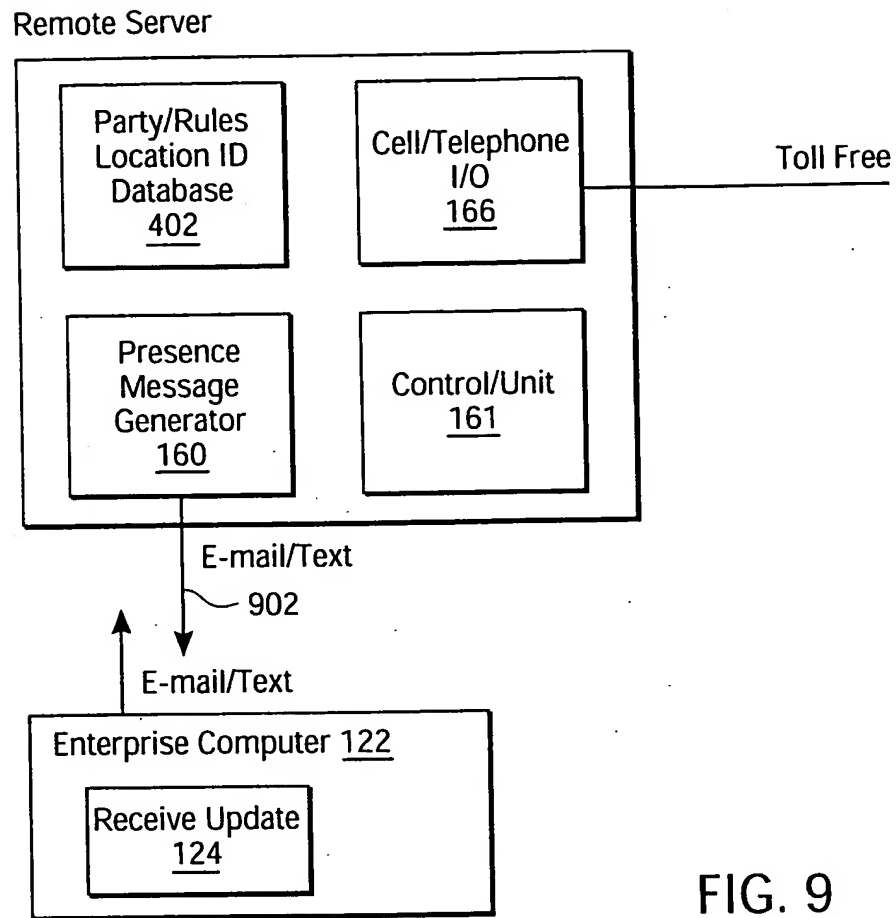 Remote Server
Party/Rules
Location ID
Database
402
Cell/Telephone
I/O
166
Toll Free
Presence
Message
Generator
160
Control/Unit
161
E-mail/Text
902
E-mail/Text
Enterprise Computer 122
Receive Update
124
FIG. 9